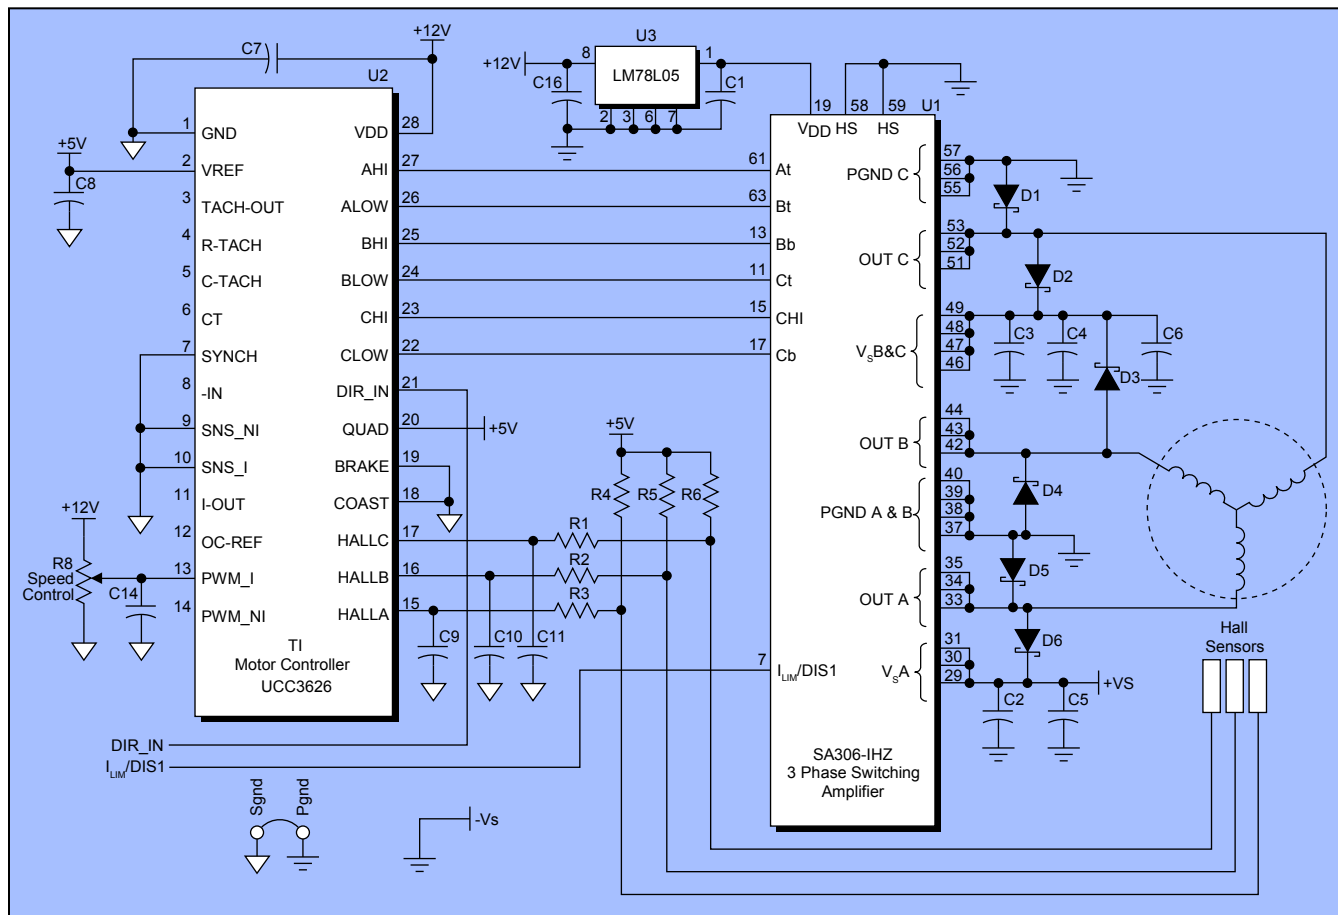 +12V
C7
U2
1
GND
VDD
28
+5V
2
VREF
AHI
27
C8
3
TACH-OUT
ALOW
26
4
R-TACH
BHI
25
5
C-TACH
BLOW
24
6
CT
CHI
23
7
SYNCH
CLOW
22
8
-IN
DIR_IN
21
9
SNS_NI
QUAD
20
+5V
10
SNS_I
BRAKE
19
11
I-OUT
COAST
18
+12V
12
OC-REF
HALLC
17
R8
Speed
Control
13
PWM_I
HALLB
16
C14
14
PWM_NI
HALLA
15
TI
Motor Controller
UCC3626
C9
C10
C11
R1
R2
R3
+5V
R4
R5
R6
DIR_IN
I_LIM/DIS1
Sgnd
Pgnd
-Vs
U3
+12V
8
LM78L05
1
C16
C1
2
3
6
7
19
58
59
U1
VDD
HS
HS
61
At
63
Bt
13
Bb
11
Ct
15
CHI
17
Cb
7
I_LIM/DIS1
PGND C
57
56
55
D1
OUT C
53
52
51
D2
VSB&C
49
48
47
46
C3
C4
C6
D3
OUT B
44
43
42
PGND A & B
40
39
38
37
D4
D5
OUT A
35
34
33
D6
VSA
31
30
29
+VS
C2
C5
SA306-IHZ
3 Phase Switching
Amplifier
Hall
Sensors